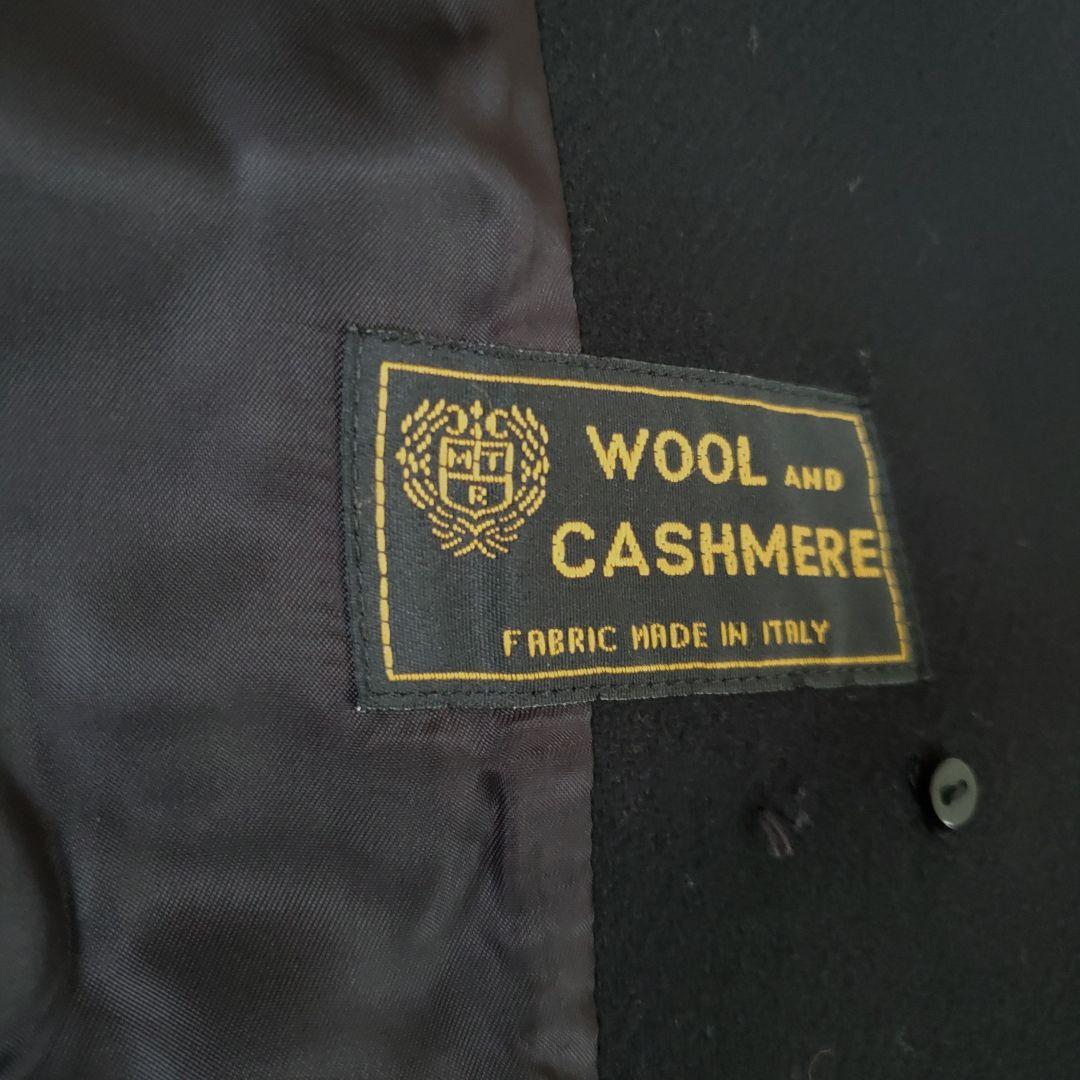 C C
M T
R
WOOL AND
CASHMERE
FABRIC MADE IN ITALY